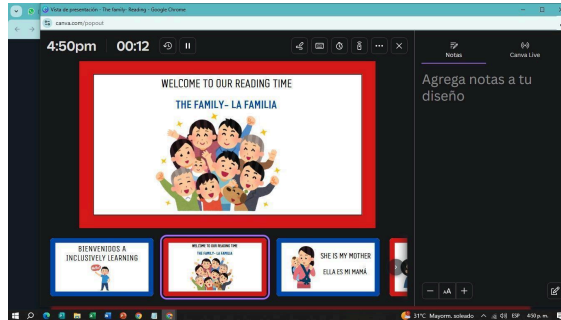 Vista de presentación - The family- Reading - Google Chrome
canva.com/popout
4:50pm 00:12
Notas
Canva Live
Agrega notas a tu
diseño
WELCOME TO OUR READING TIME
THE FAMILY- LA FAMILIA
BIENVENIDOS A
INCLUSIVELY LEARNING
WELCOME TO OUR READING TIME
THE FAMILY- LA FAMILIA
SHE IS MY MOTHER
ELLA ES MI MAMÁ
- AA +
31°C Mayorm. soleado
ESP
4:50 p. m.